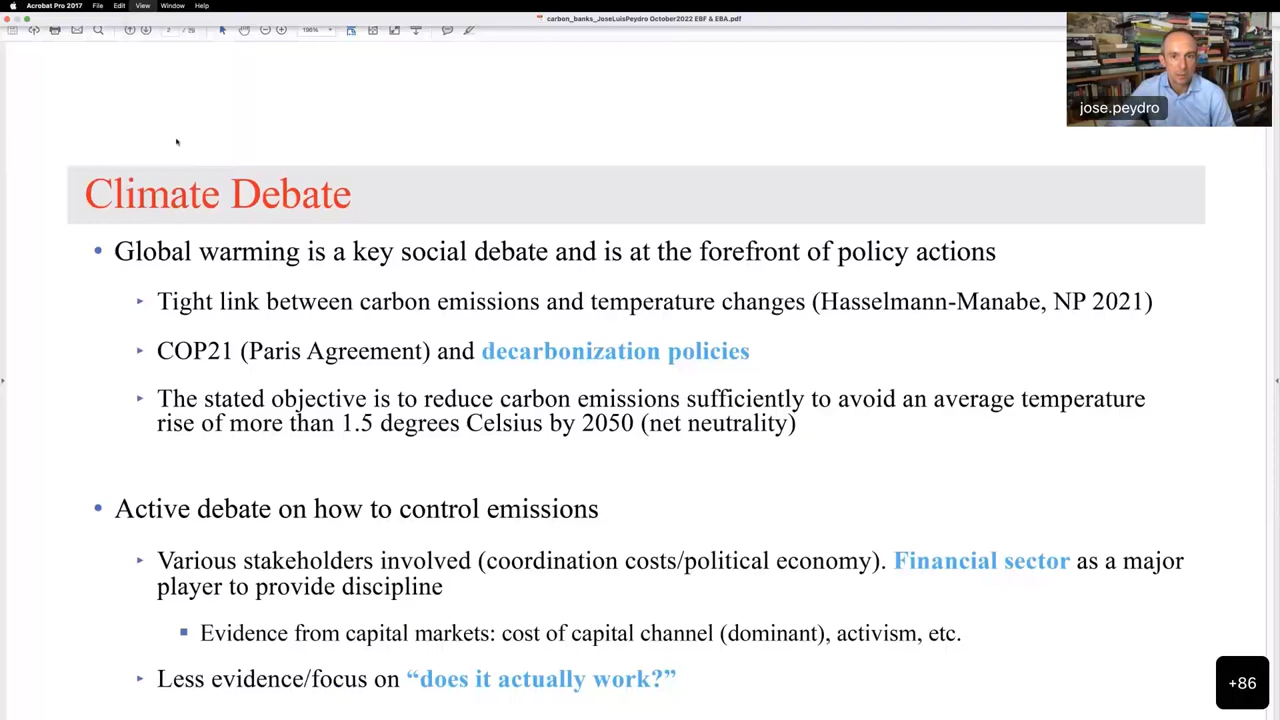 Acrobat Pro 2017 File Edit View Window Help
carbon_banks_JoseLuisPeydro October2022 EBF & EBA.pdf
2 / 29 196%
jose.peydro
Climate Debate
• Global warming is a key social debate and is at the forefront of policy actions
Tight link between carbon emissions and temperature changes (Hasselmann-Manabe, NP 2021)
COP21 (Paris Agreement) and decarbonization policies
The stated objective is to reduce carbon emissions sufficiently to avoid an average temperature
rise of more than 1.5 degrees Celsius by 2050 (net neutrality)
• Active debate on how to control emissions
Various stakeholders involved (coordination costs/political economy). Financial sector as a major
player to provide discipline
Evidence from capital markets: cost of capital channel (dominant), activism, etc.
Less evidence/focus on “does it actually work?”
+86